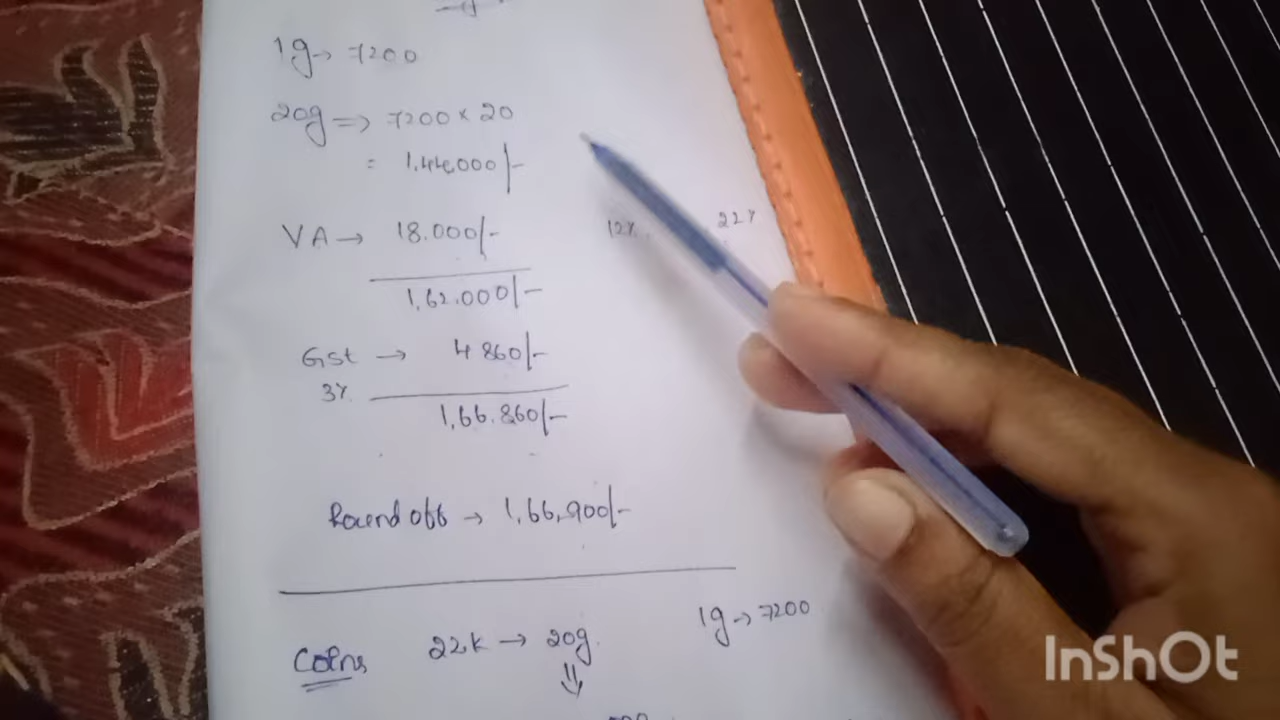 1g → 7200
20g => 7200 x 20
= 1,44,000/-
VA → 18.000/-
12% 22%
1,62.000/-
Gst → 4860/-
3%
1,66.860/-
Round off → 1,66,900/-
1g → 7200
Coins 22k → 20g.
InShOt